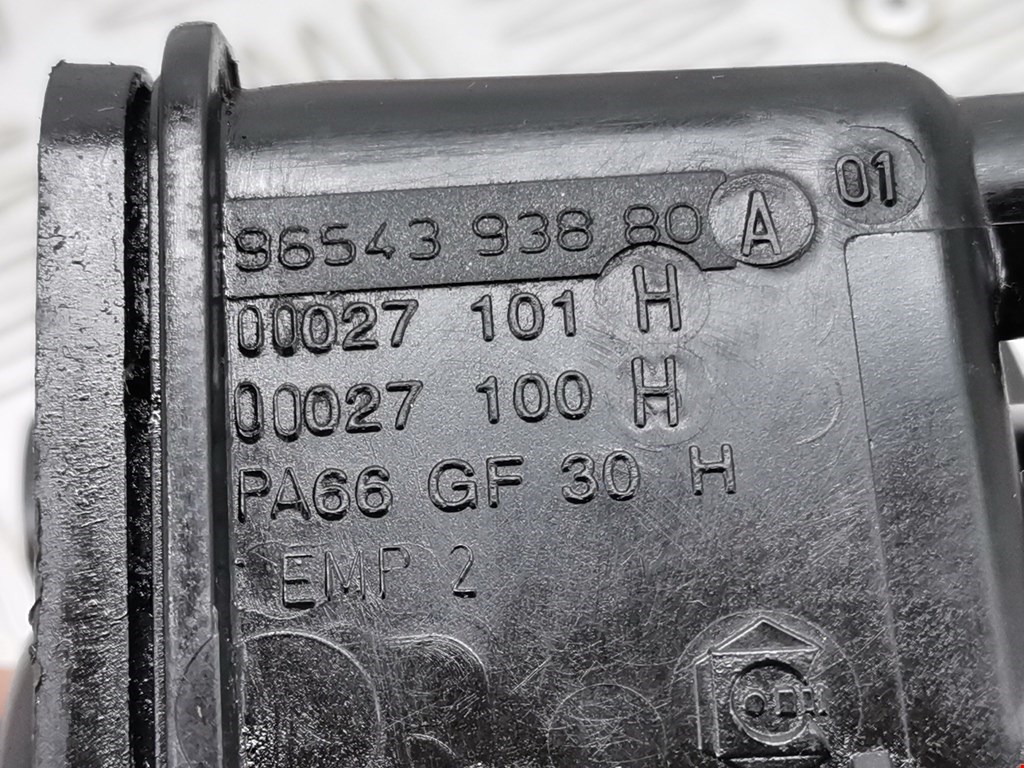 96543 938 80 A 01
00027 101 H
00027 100 H
PA66 GF 30 H
EMP 2